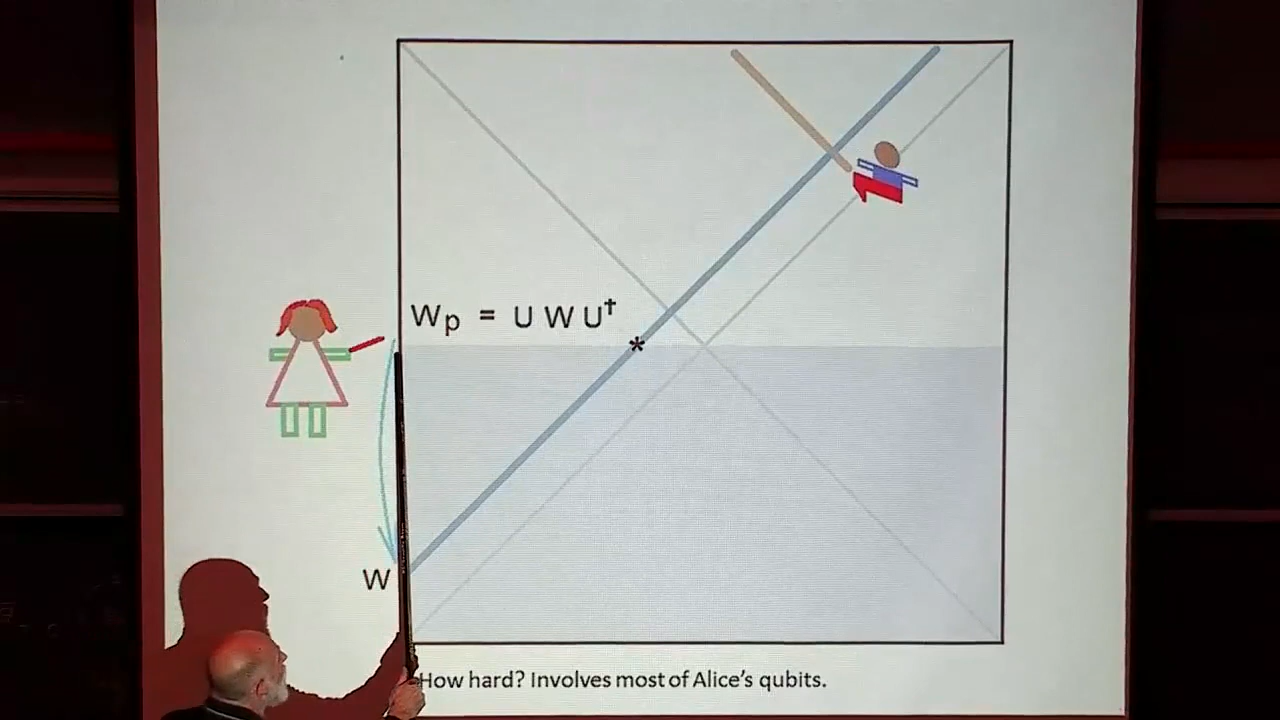 Wp = U W U†
*
W
How hard? Involves most of Alice's qubits.